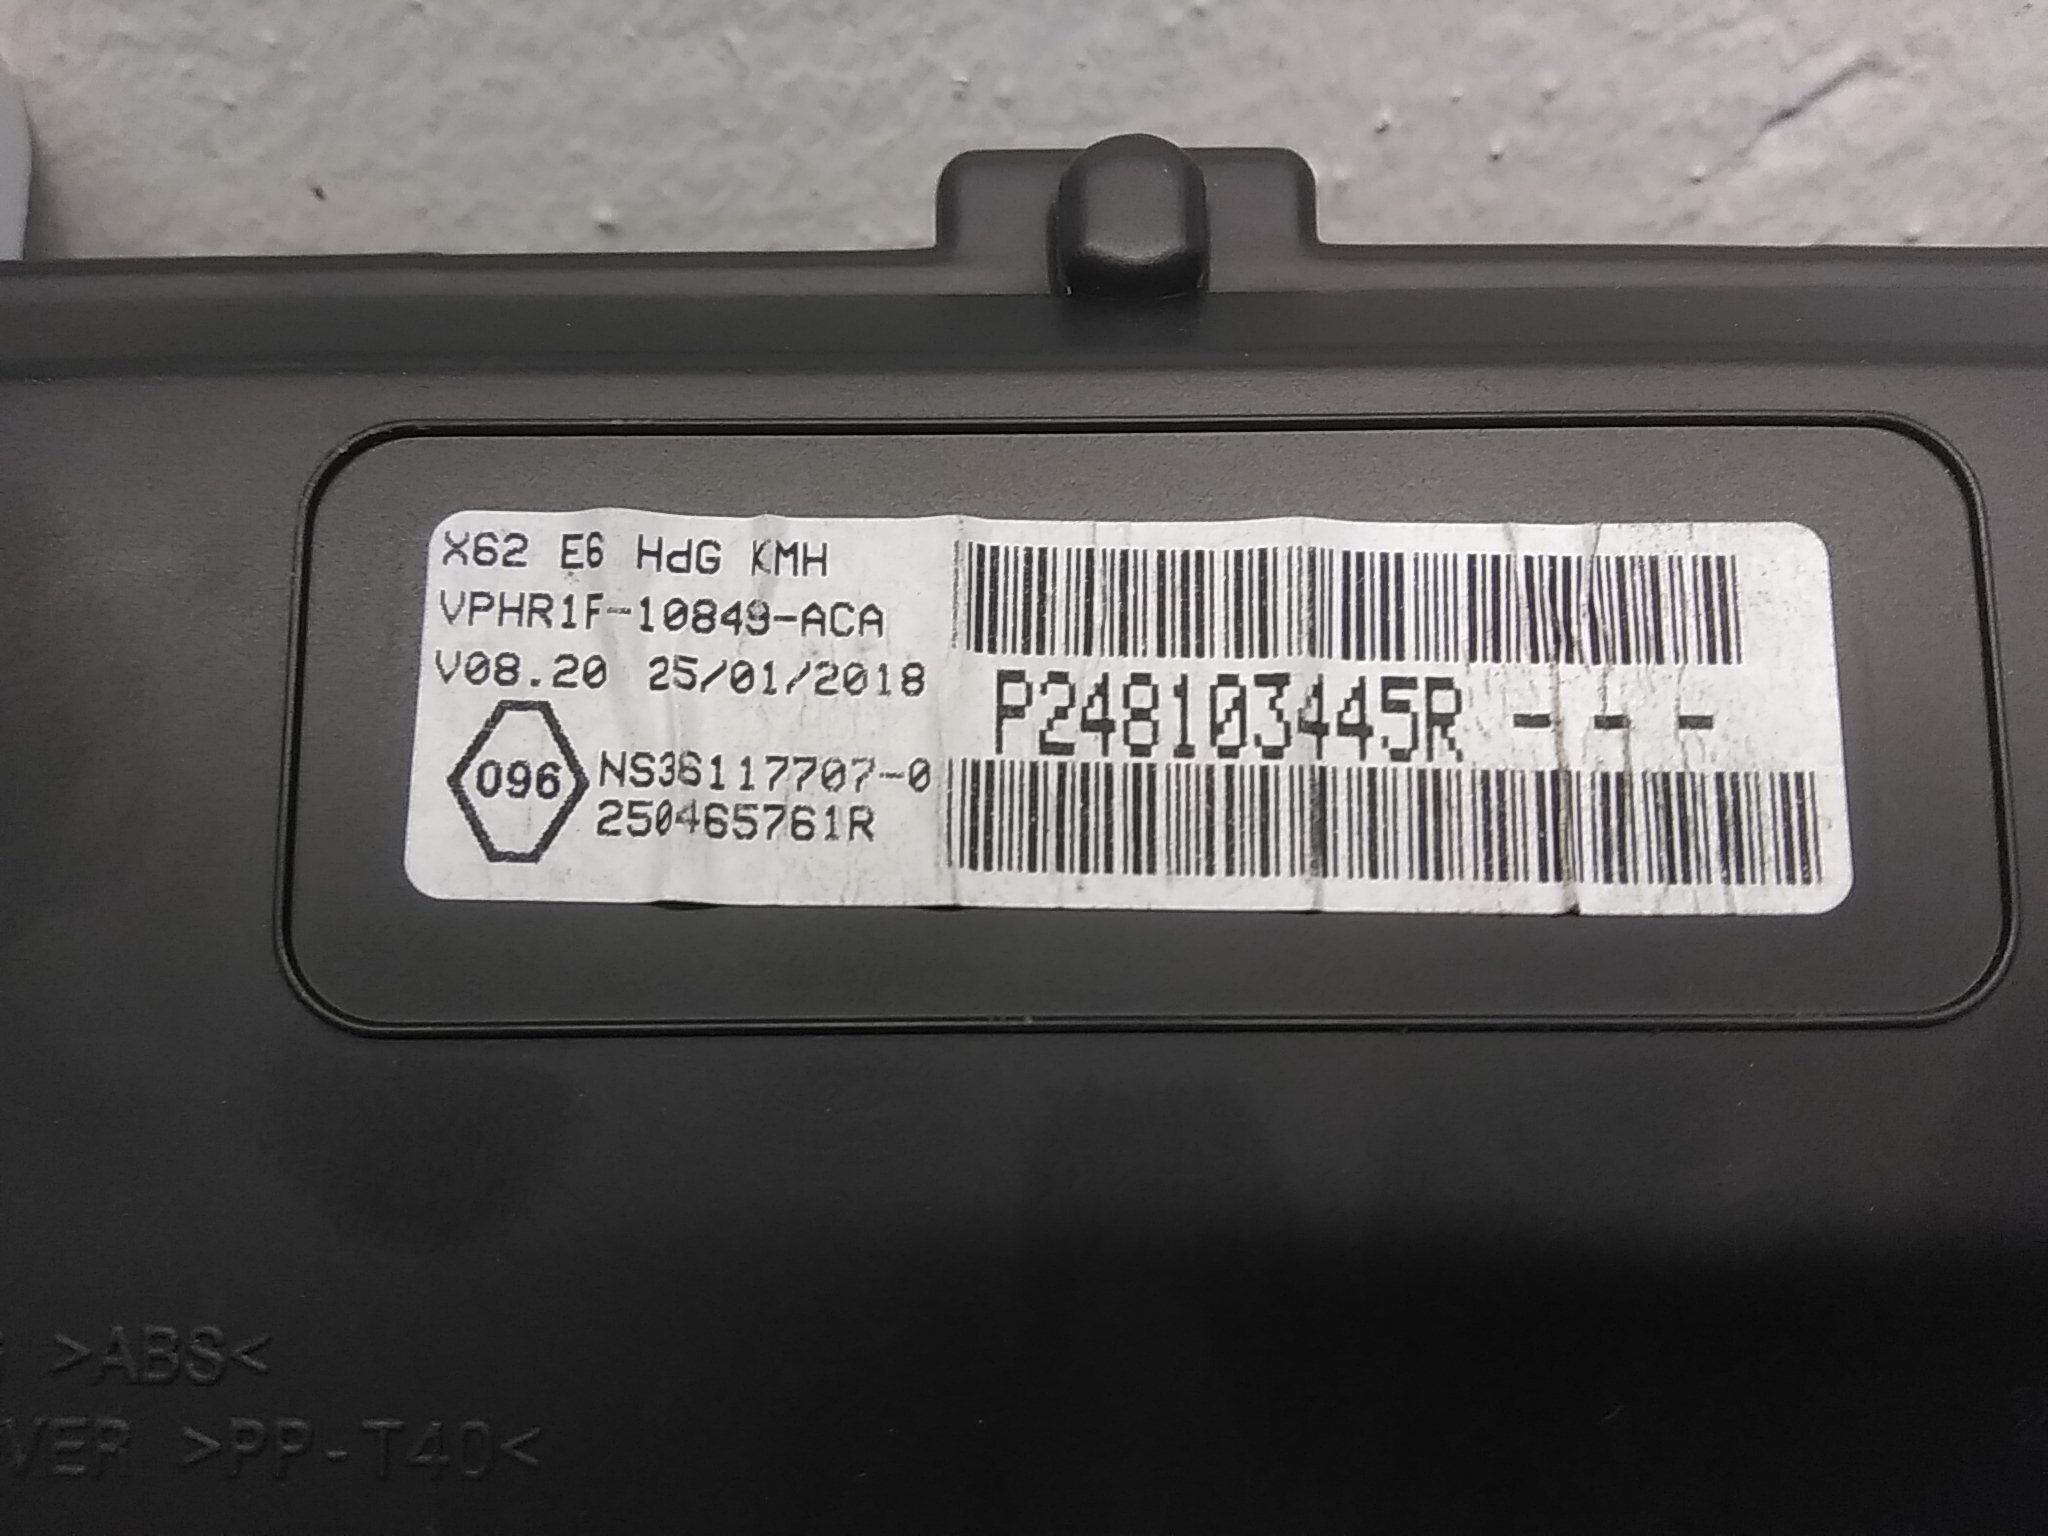 X62 E6 HdG KMH
VPHR1F-10849-ACA
V08.20 25/01/2018
P248103445R - - -
096
NS36117707-0
250465761R
>ABS<
>PP-T40<